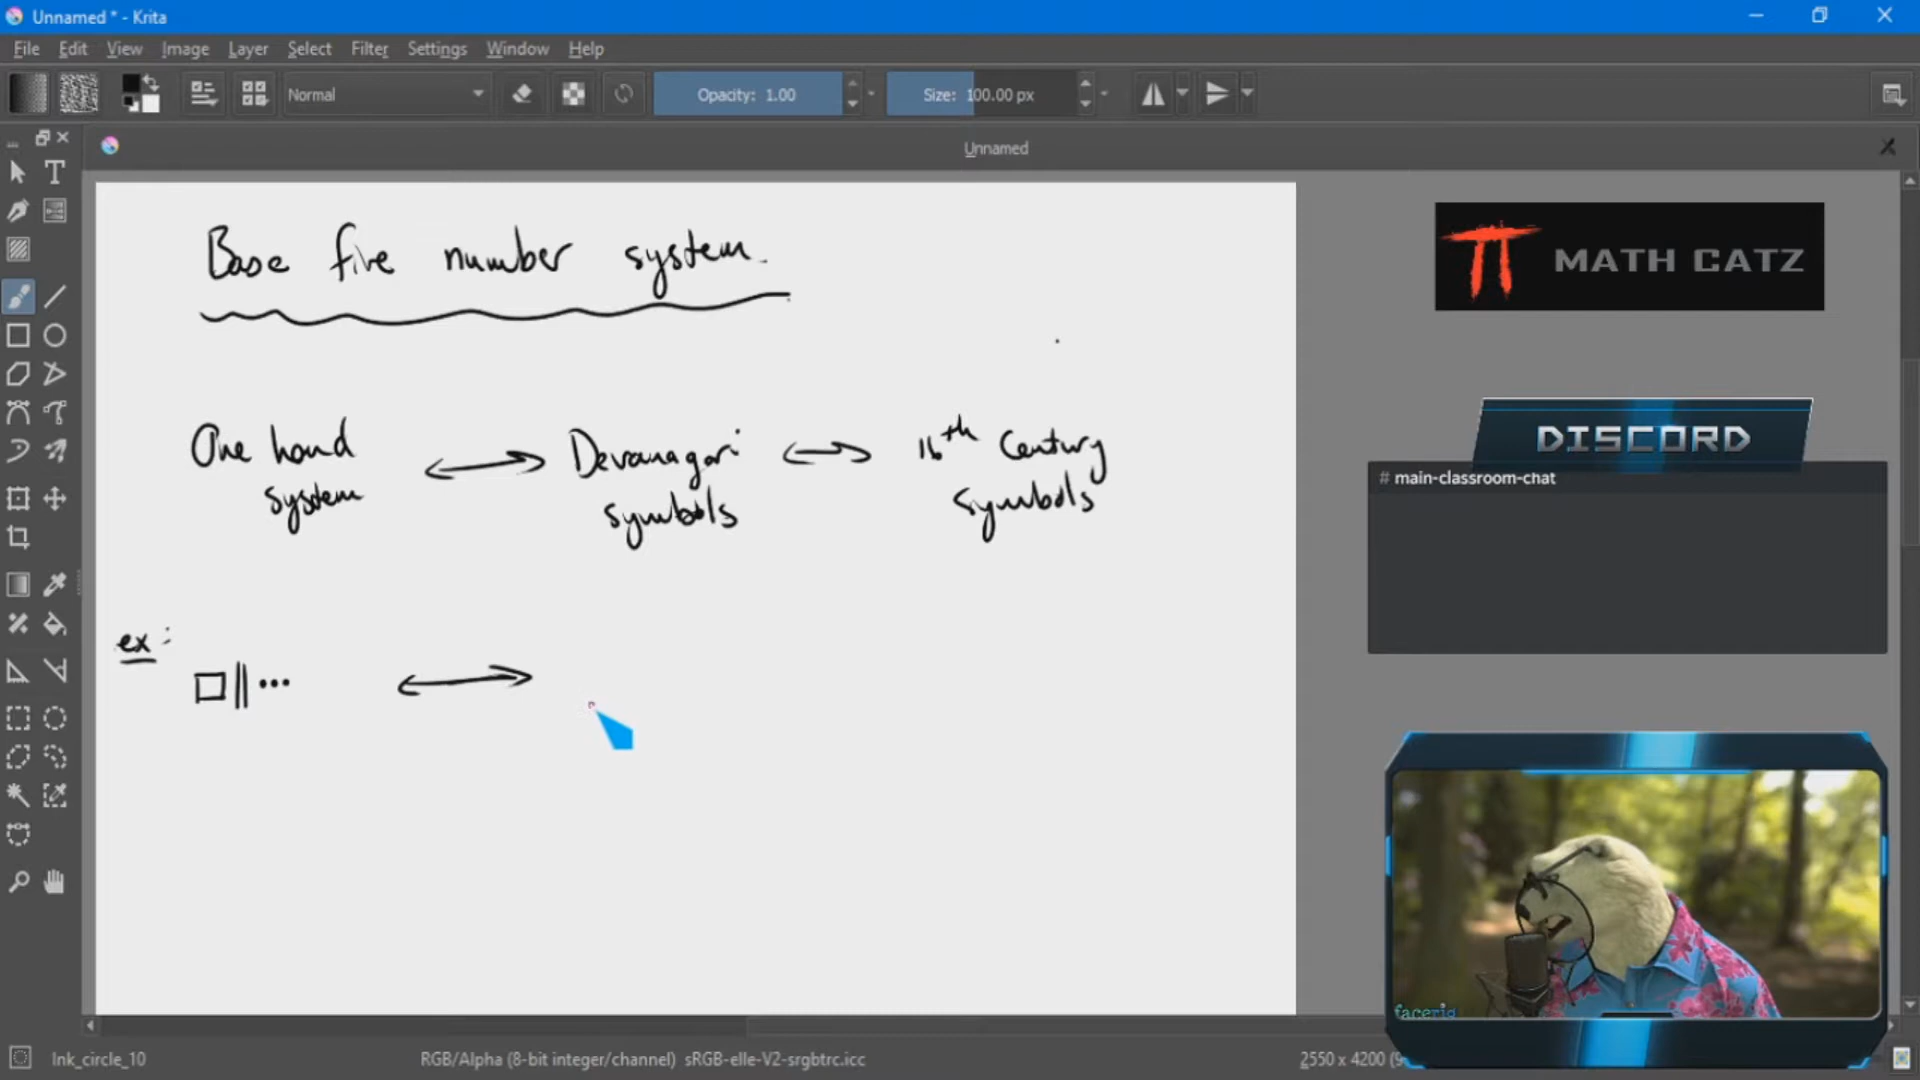 Unnamed * - Krita
File Edit View Image Layer Select Filter Settings Window Help
Normal
Opacity: 1.00
Size: 100.00 px
Unnamed
Base five number system.
One hand system
Devanagari symbols
16th Century symbols
ex:
MATH CATZ
DISCORD
# main-classroom-chat
facerig
Ink_circle_10
RGB/Alpha (8-bit integer/channel) sRGB-elle-V2-srgbtrc.icc
2550 x 4200 (9